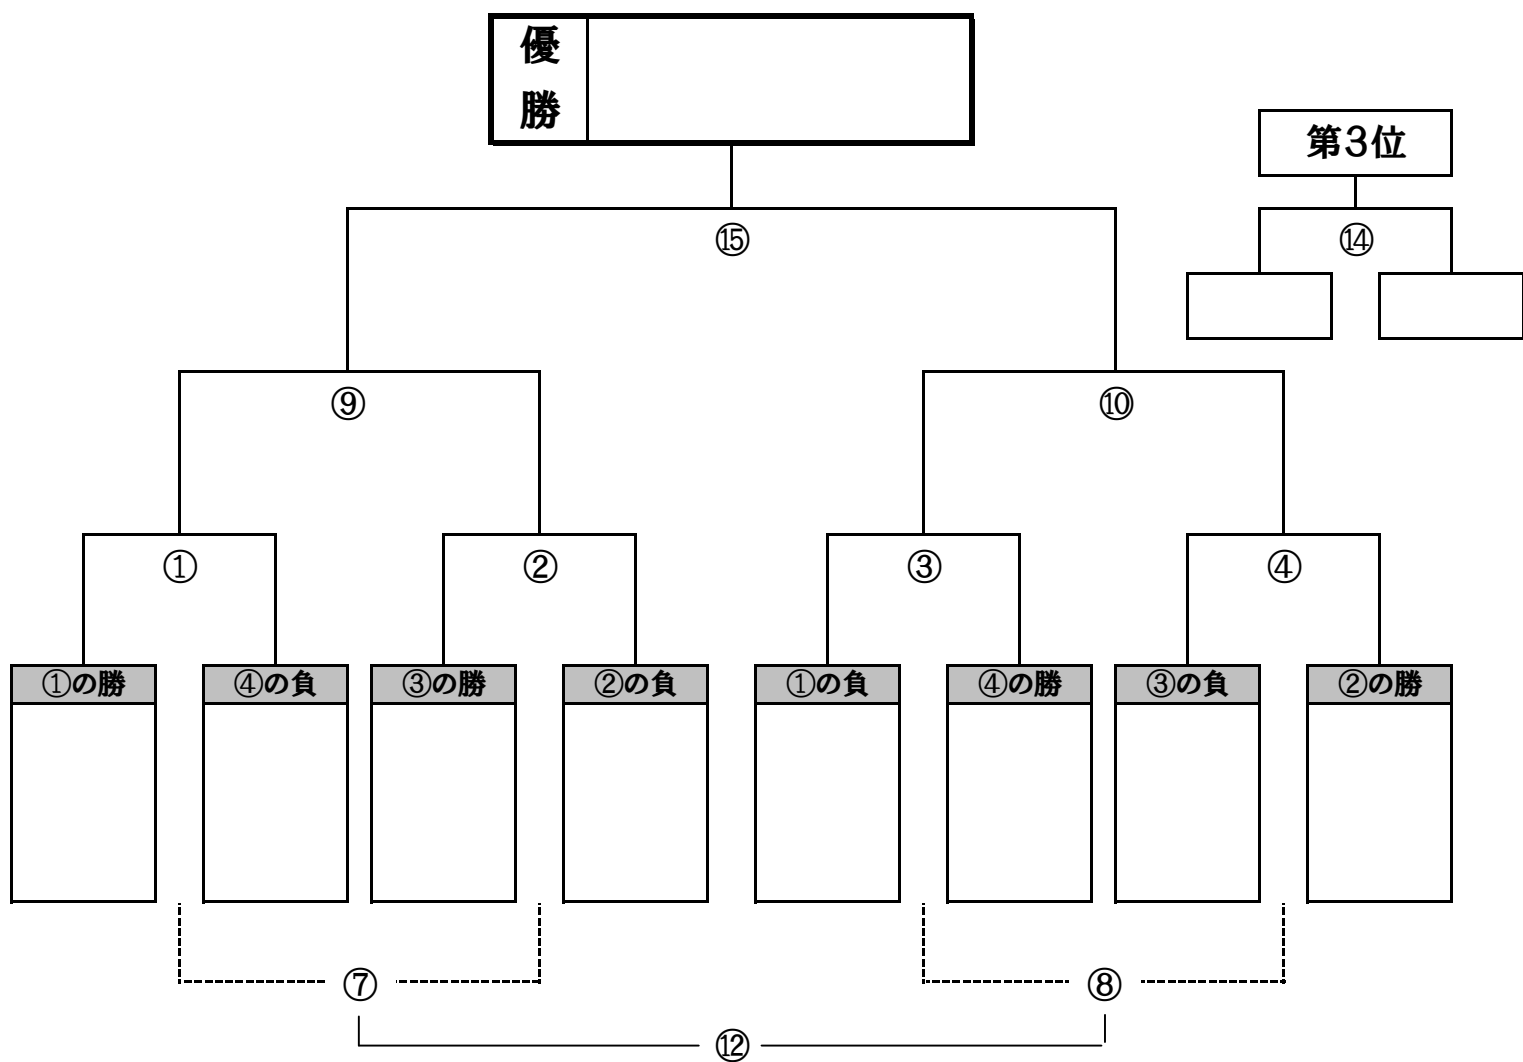 優
勝
第3位
⑮
⑭
⑨
⑩
①
②
③
④
①の勝
④の負
③の勝
②の負
①の負
④の勝
③の負
②の勝
⑦
⑧
⑫